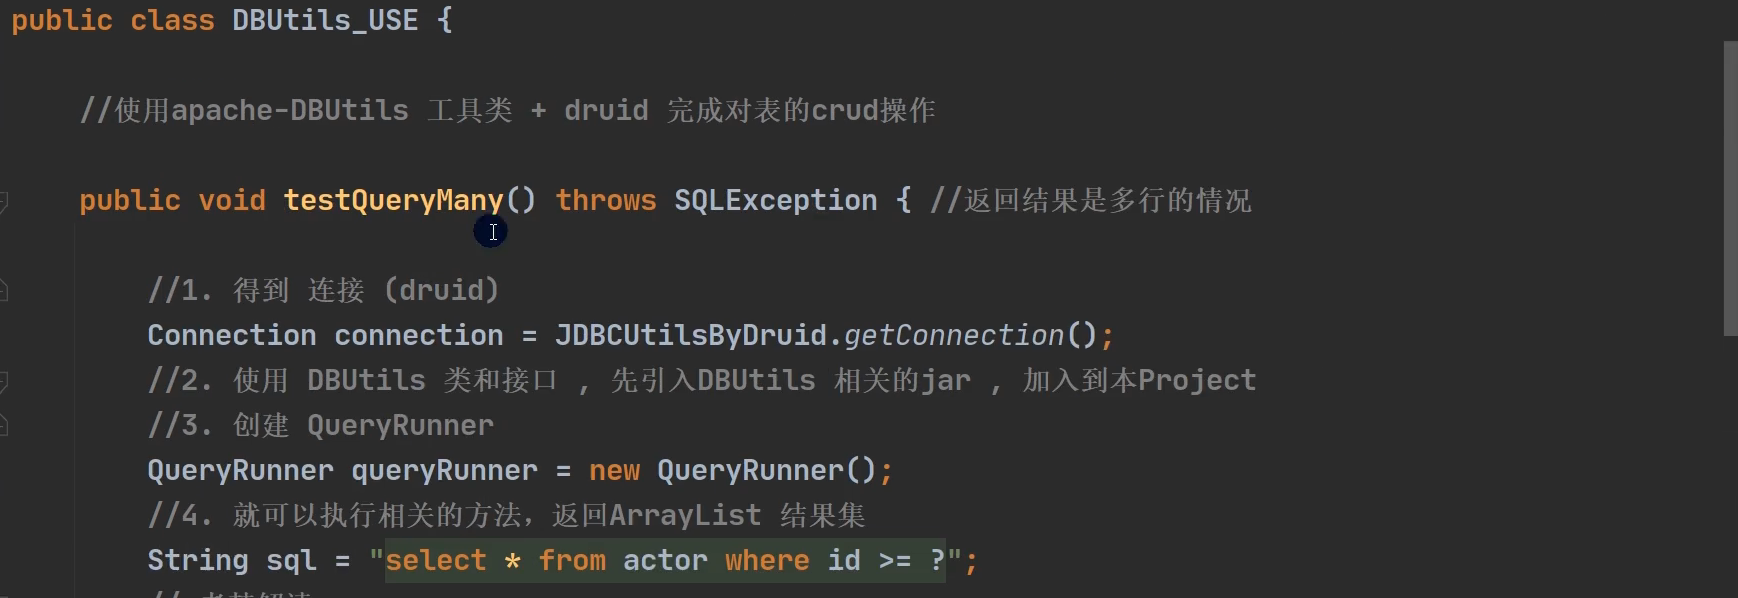 public class DBUtils_USE {
//使用apache-DBUtils 工具类 + druid 完成对表的crud操作
public void testQueryMany() throws SQLException { //返回结果是多行的情况
//1. 得到 连接 (druid)
Connection connection = JDBCUtilsByDruid.getConnection();
//2. 使用 DBUtils 类和接口 , 先引入DBUtils 相关的jar , 加入到本Project
//3. 创建 QueryRunner
QueryRunner queryRunner = new QueryRunner();
//4. 就可以执行相关的方法，返回ArrayList 结果集
String sql = "select * from actor where id >= ?";